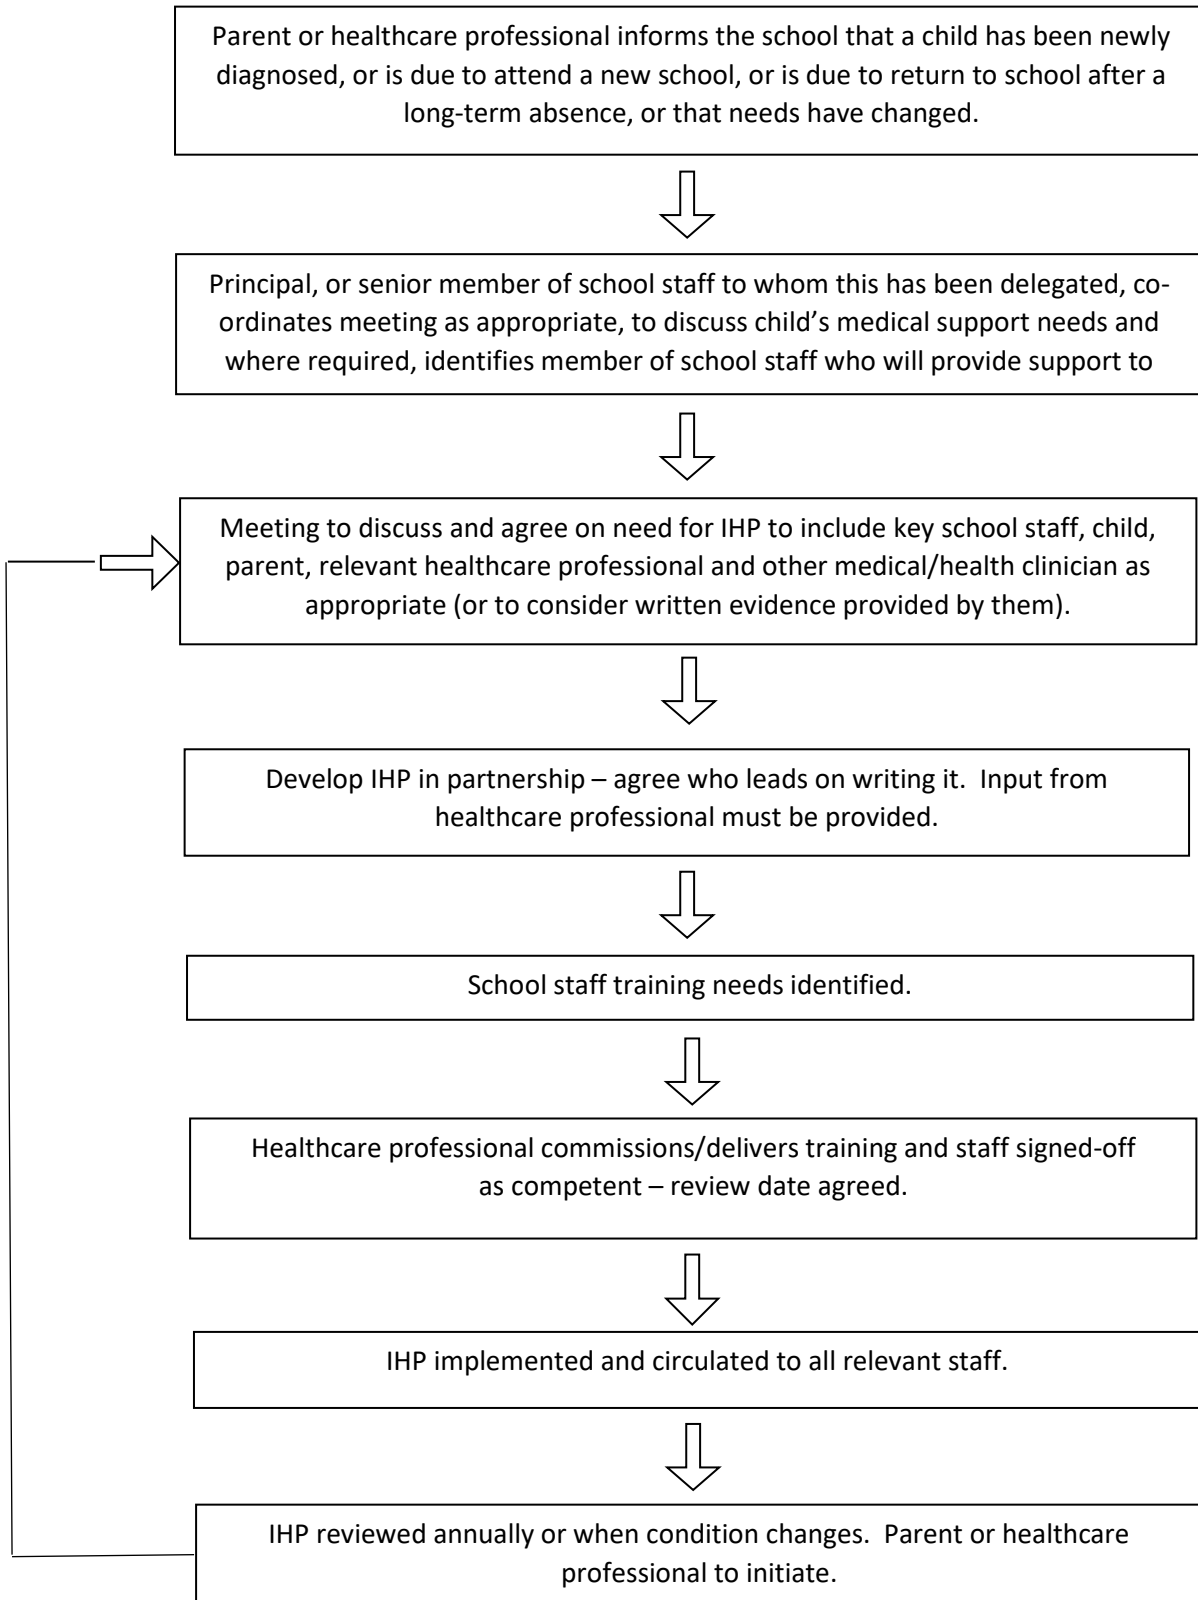 Parent or healthcare professional informs the school that a child has been newly
diagnosed, or is due to attend a new school, or is due to return to school after a
long-term absence, or that needs have changed.
Principal, or senior member of school staff to whom this has been delegated, co-
ordinates meeting as appropriate, to discuss child’s medical support needs and
where required, identifies member of school staff who will provide support to
Meeting to discuss and agree on need for IHP to include key school staff, child,
parent, relevant healthcare professional and other medical/health clinician as
appropriate (or to consider written evidence provided by them).
Develop IHP in partnership – agree who leads on writing it.  Input from
healthcare professional must be provided.
School staff training needs identified.
Healthcare professional commissions/delivers training and staff signed-off
as competent – review date agreed.
IHP implemented and circulated to all relevant staff.
IHP reviewed annually or when condition changes.  Parent or healthcare
professional to initiate.